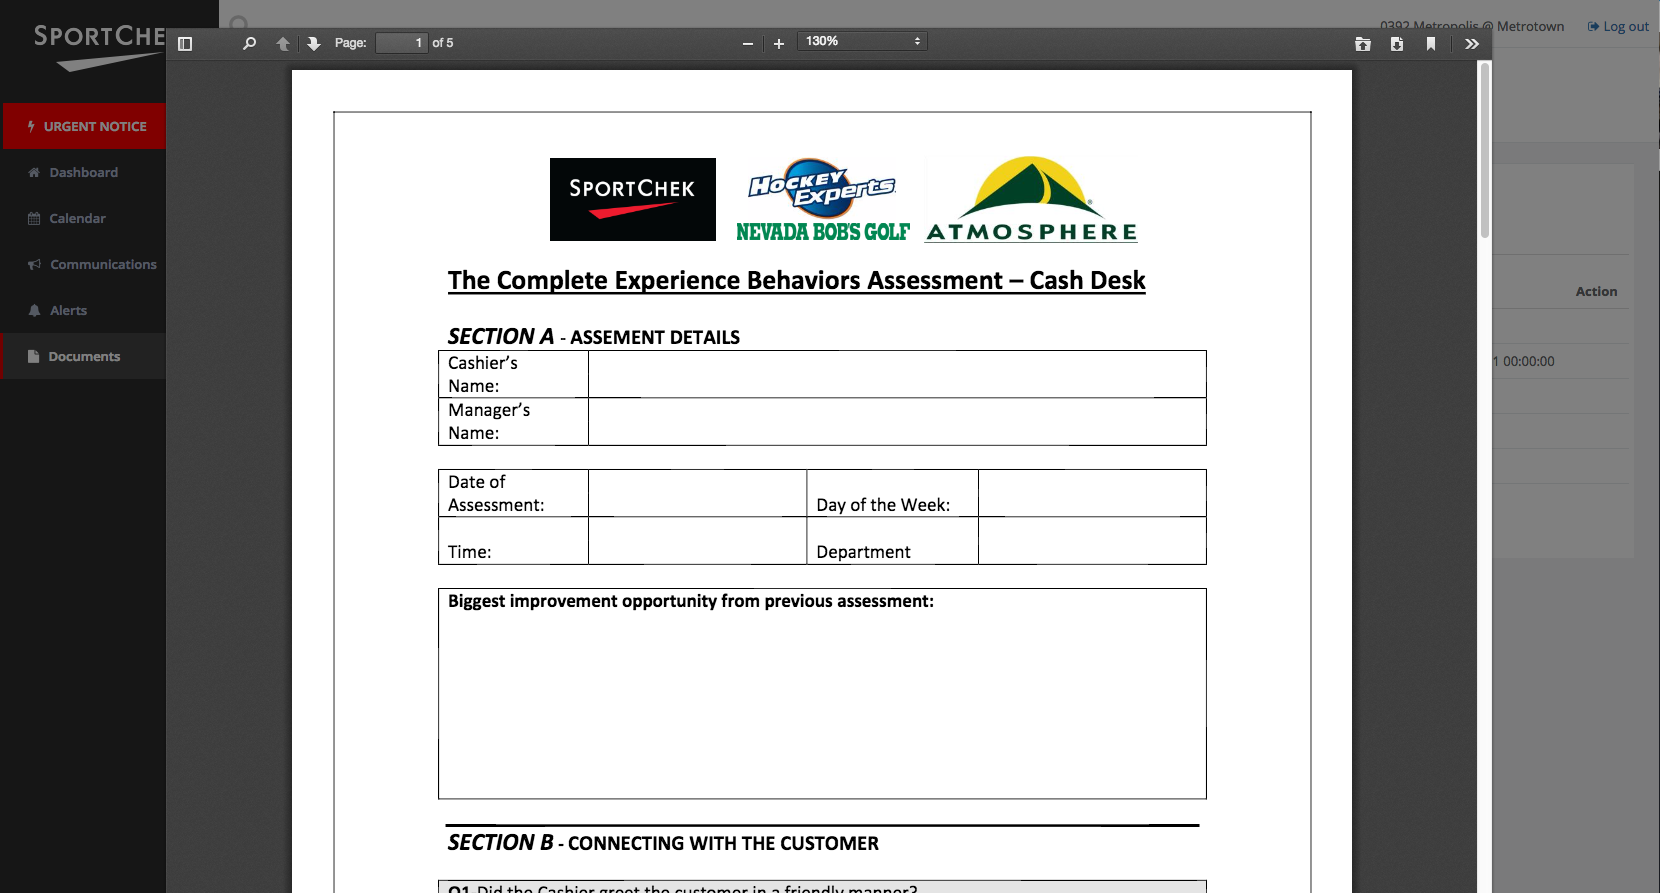 SPORTCHE
0392 Metropolis @ Metrotown
Log out
Page: 1 of 5
130%
URGENT NOTICE
Dashboard
Calendar
Communications
Alerts
Documents
Action
1 00:00:00
SPORTCHEK
HOCKEY
Experts
NEVADA BOB'S GOLF
ATMOSPHERE
The Complete Experience Behaviors Assessment – Cash Desk
SECTION A - ASSEMENT DETAILS
Cashier's
Name:
Manager's
Name:
Date of
Assessment:
Day of the Week:
Time:
Department
Biggest improvement opportunity from previous assessment:
SECTION B - CONNECTING WITH THE CUSTOMER
Q1 Did the Cashier greet the customer in a friendly manner?